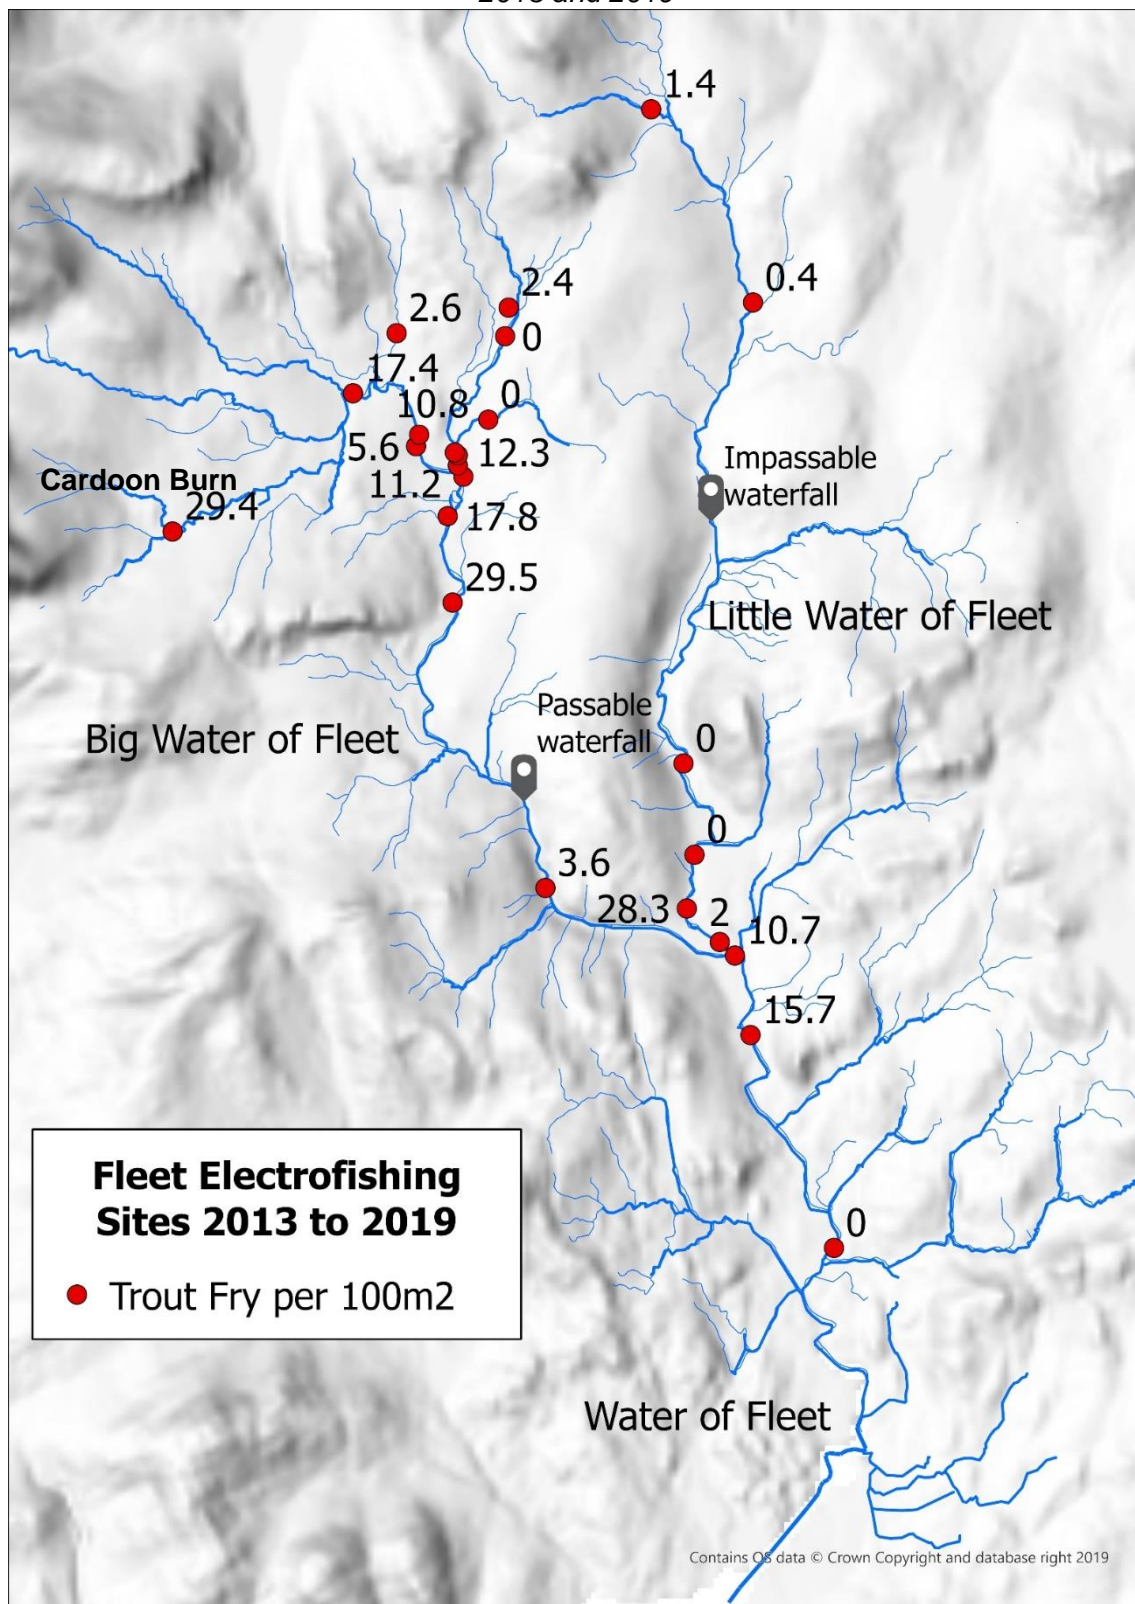 1.4
0.4
2.4
2.6
0
17.4
10.8
0
5.6
12.3
Impassable
waterfall
Cardoon Burn
11.2
29.4
17.8
29.5
Little Water of Fleet
Passable
waterfall
Big Water of Fleet
0
0
3.6
28.3
2
10.7
15.7
Fleet Electrofishing
Sites 2013 to 2019
Trout Fry per 100m2
0
Water of Fleet
Contains OS data © Crown Copyright and database right 2019